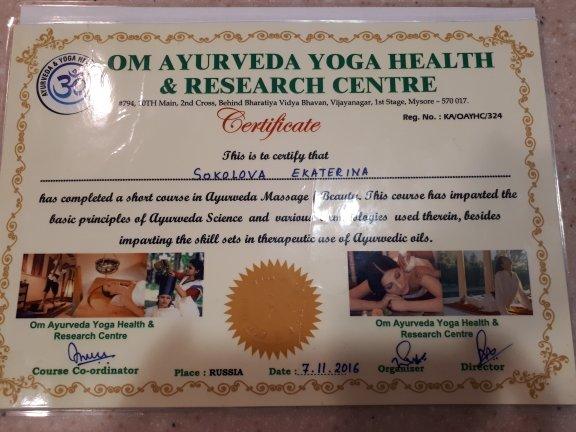 AYURVEDA & YOGA
OM AYURVEDA YOGA HEALTH
& RESEARCH CENTRE
#794, 10TH Main, 2nd Cross, Behind Bharatiya Vidya Bhavan, Vijayanagar, 1st Stage, Mysore – 570 017.
Certificate
Reg. No. : KA/OAYHC/324
This is to certify that
SOKOLOVA EKATERINA
has completed a short course in Ayurveda Massage / Beauty. This course has imparted the
basic principles of Ayurveda Science and various used therein, besides
imparting the skill sets in therapeutic use of Ayurvedic oils.
Om Ayurveda Yoga Health &
Research Centre
Om Ayurveda Yoga Health &
Research Centre
Course Co-ordinator
Place : RUSSIA
Date : 7.11.2016
Organiser
Director